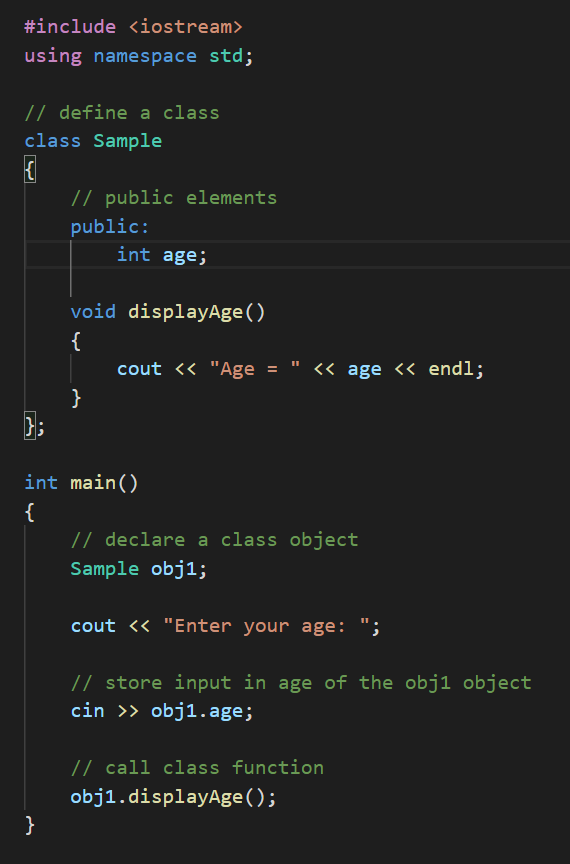 #include <iostream>
using namespace std;

// define a class
class Sample
{
    // public elements
    public:
        int age;

    void displayAge()
    {
        cout << "Age = " << age << endl;
    }
};

int main()
{
    // declare a class object
    Sample obj1;

    cout << "Enter your age: ";

    // store input in age of the obj1 object
    cin >> obj1.age;

    // call class function
    obj1.displayAge();
}